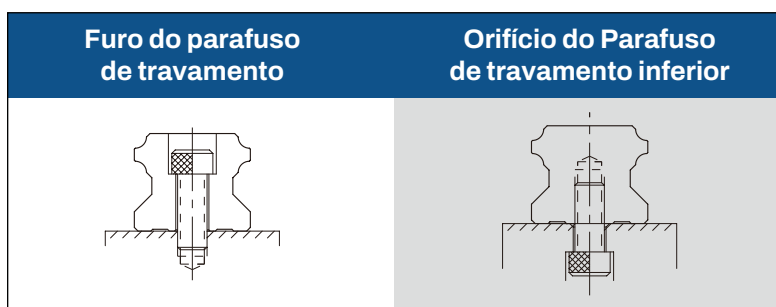 Furo do parafuso
de travamento
Orifício do Parafuso
de travamento inferior